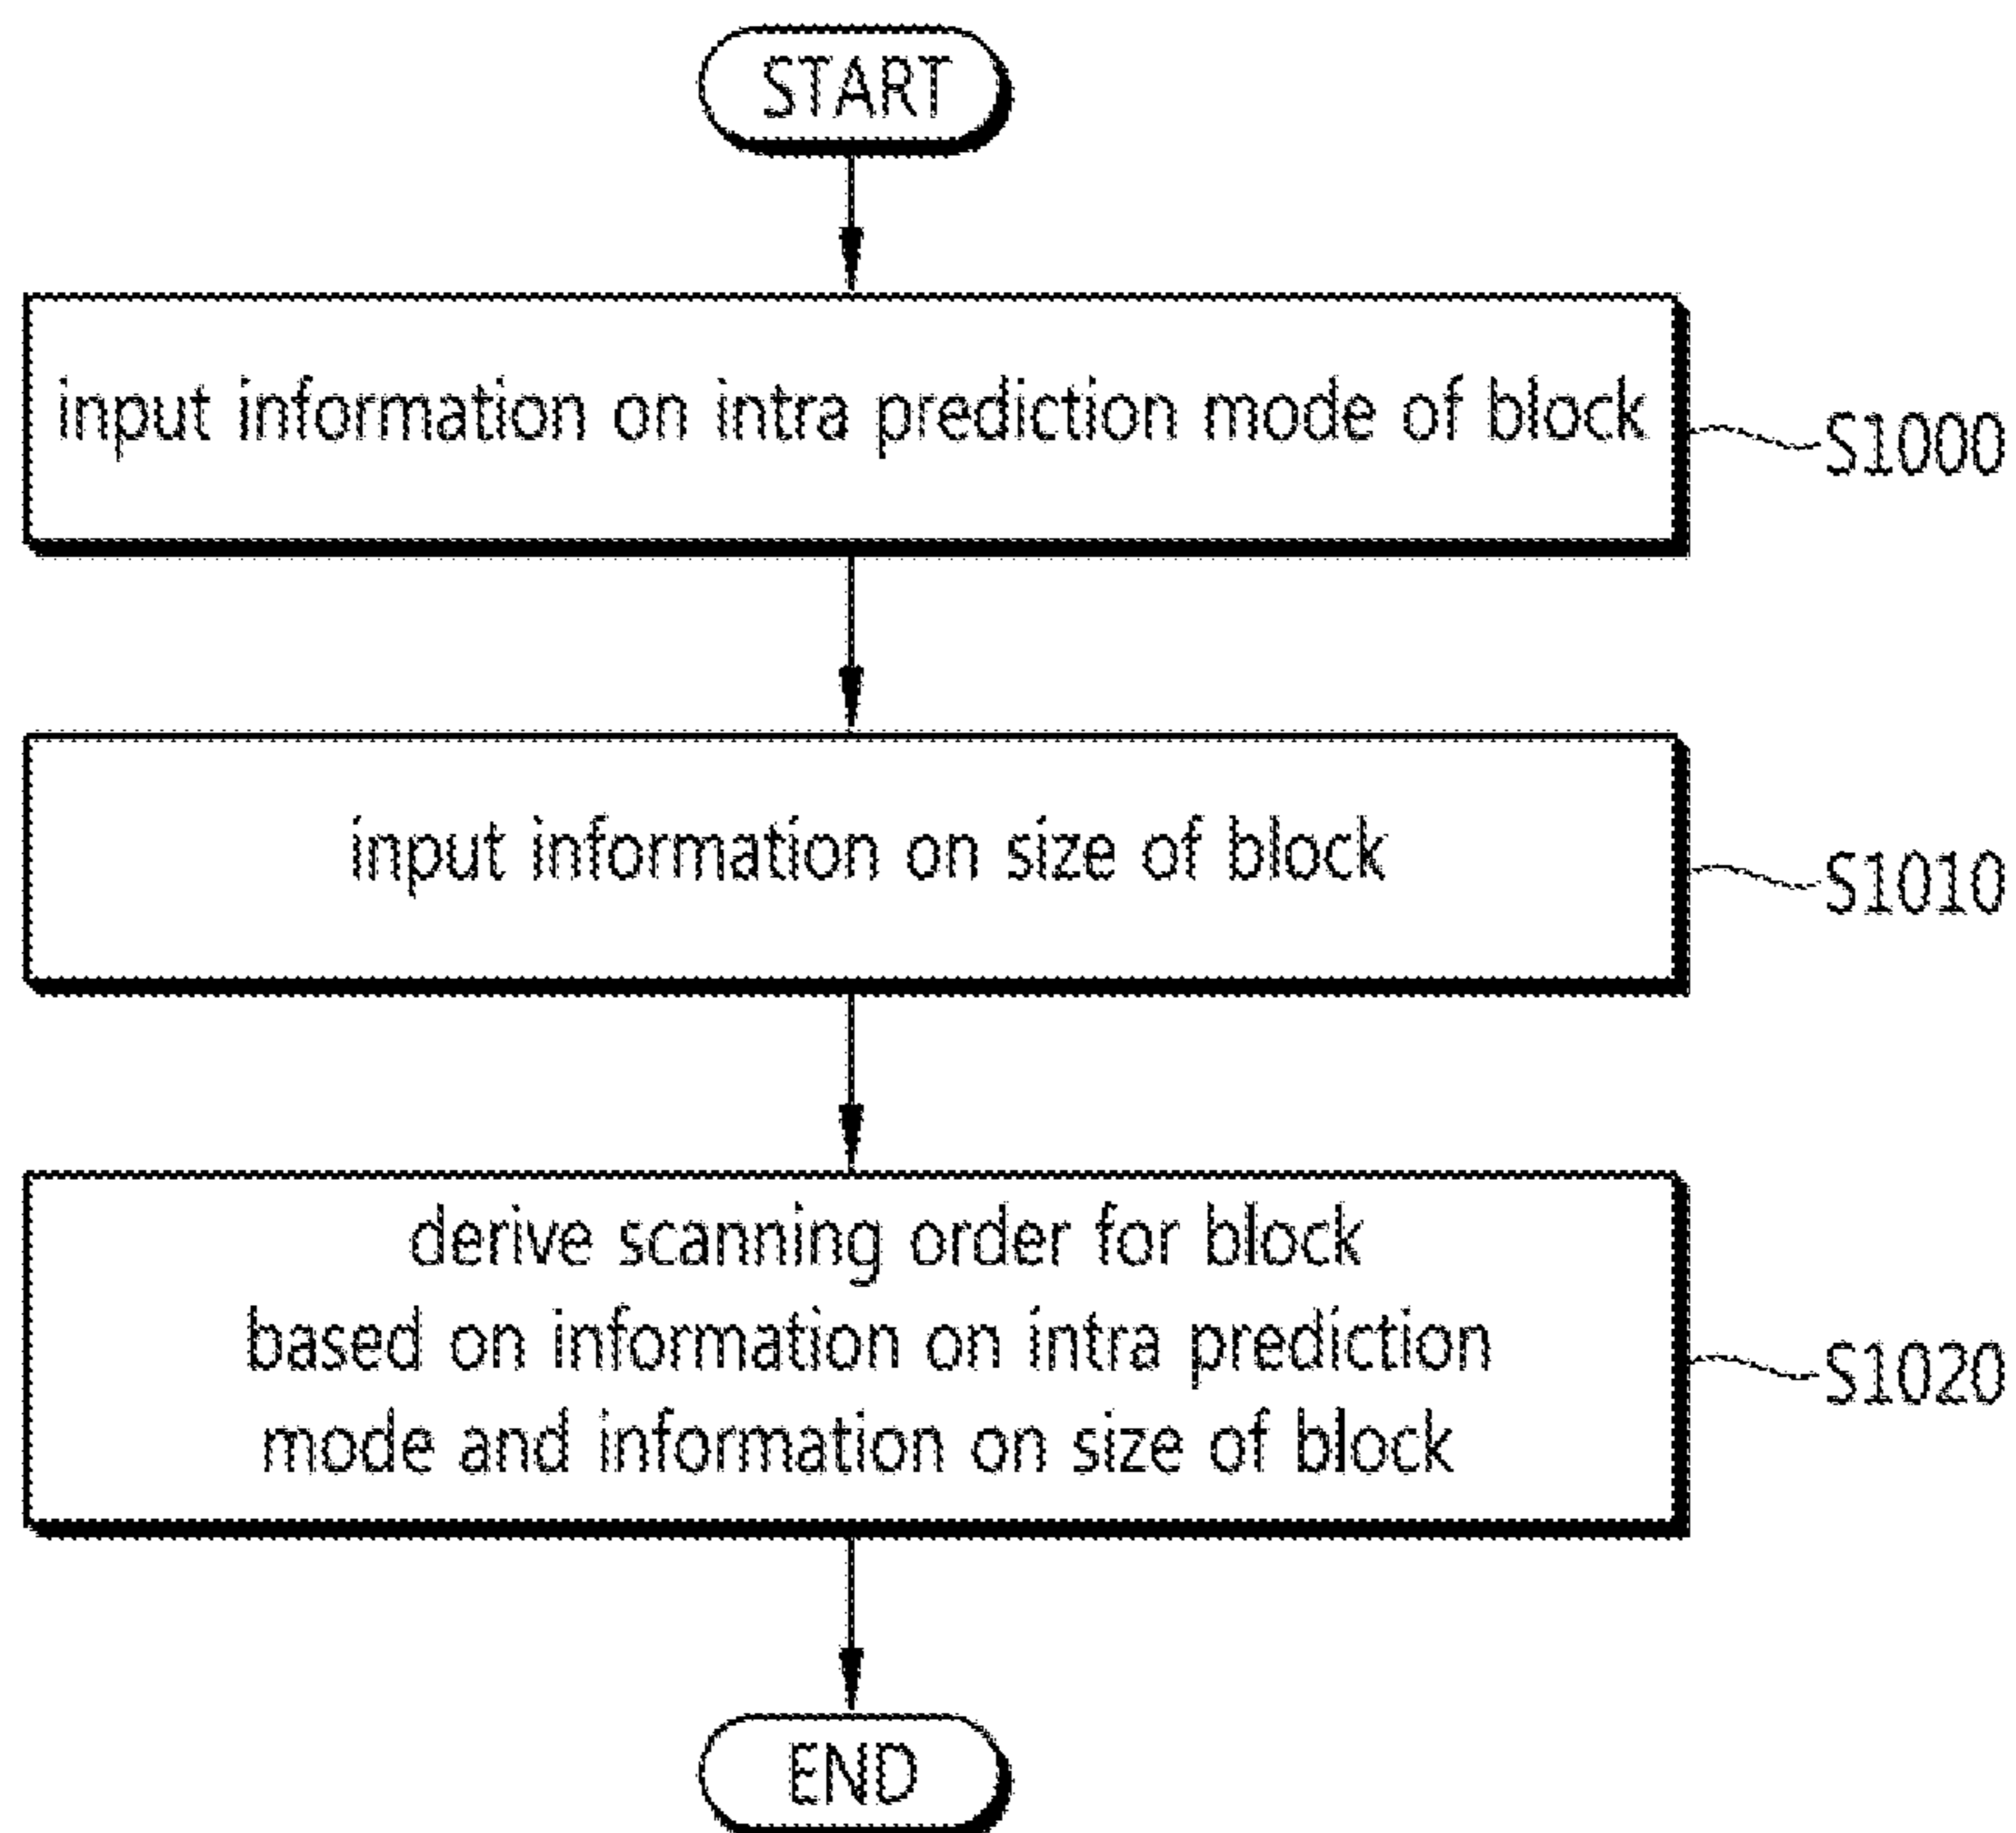 START
input information on intra prediction mode of block
S1000
input information on size of block
S1010
derive scanning order for block
based on information on intra prediction
mode and information on size of block
S1020
END